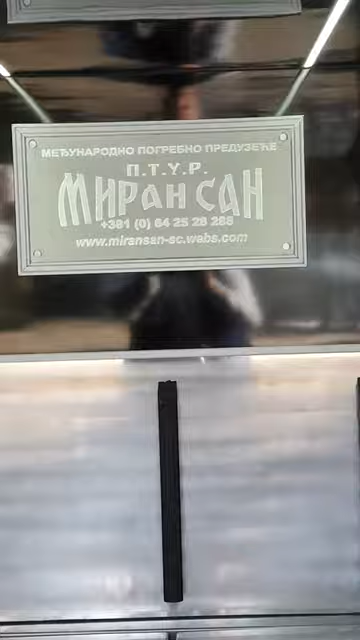 МЕЂУНАРОДНО ПОГРЕБНО ПРЕДУЗЕЋЕ
П.Т.У.Р.
МИРАН САН
+381 (0) 64 25 28 288
www.miransan-sc.webs.com